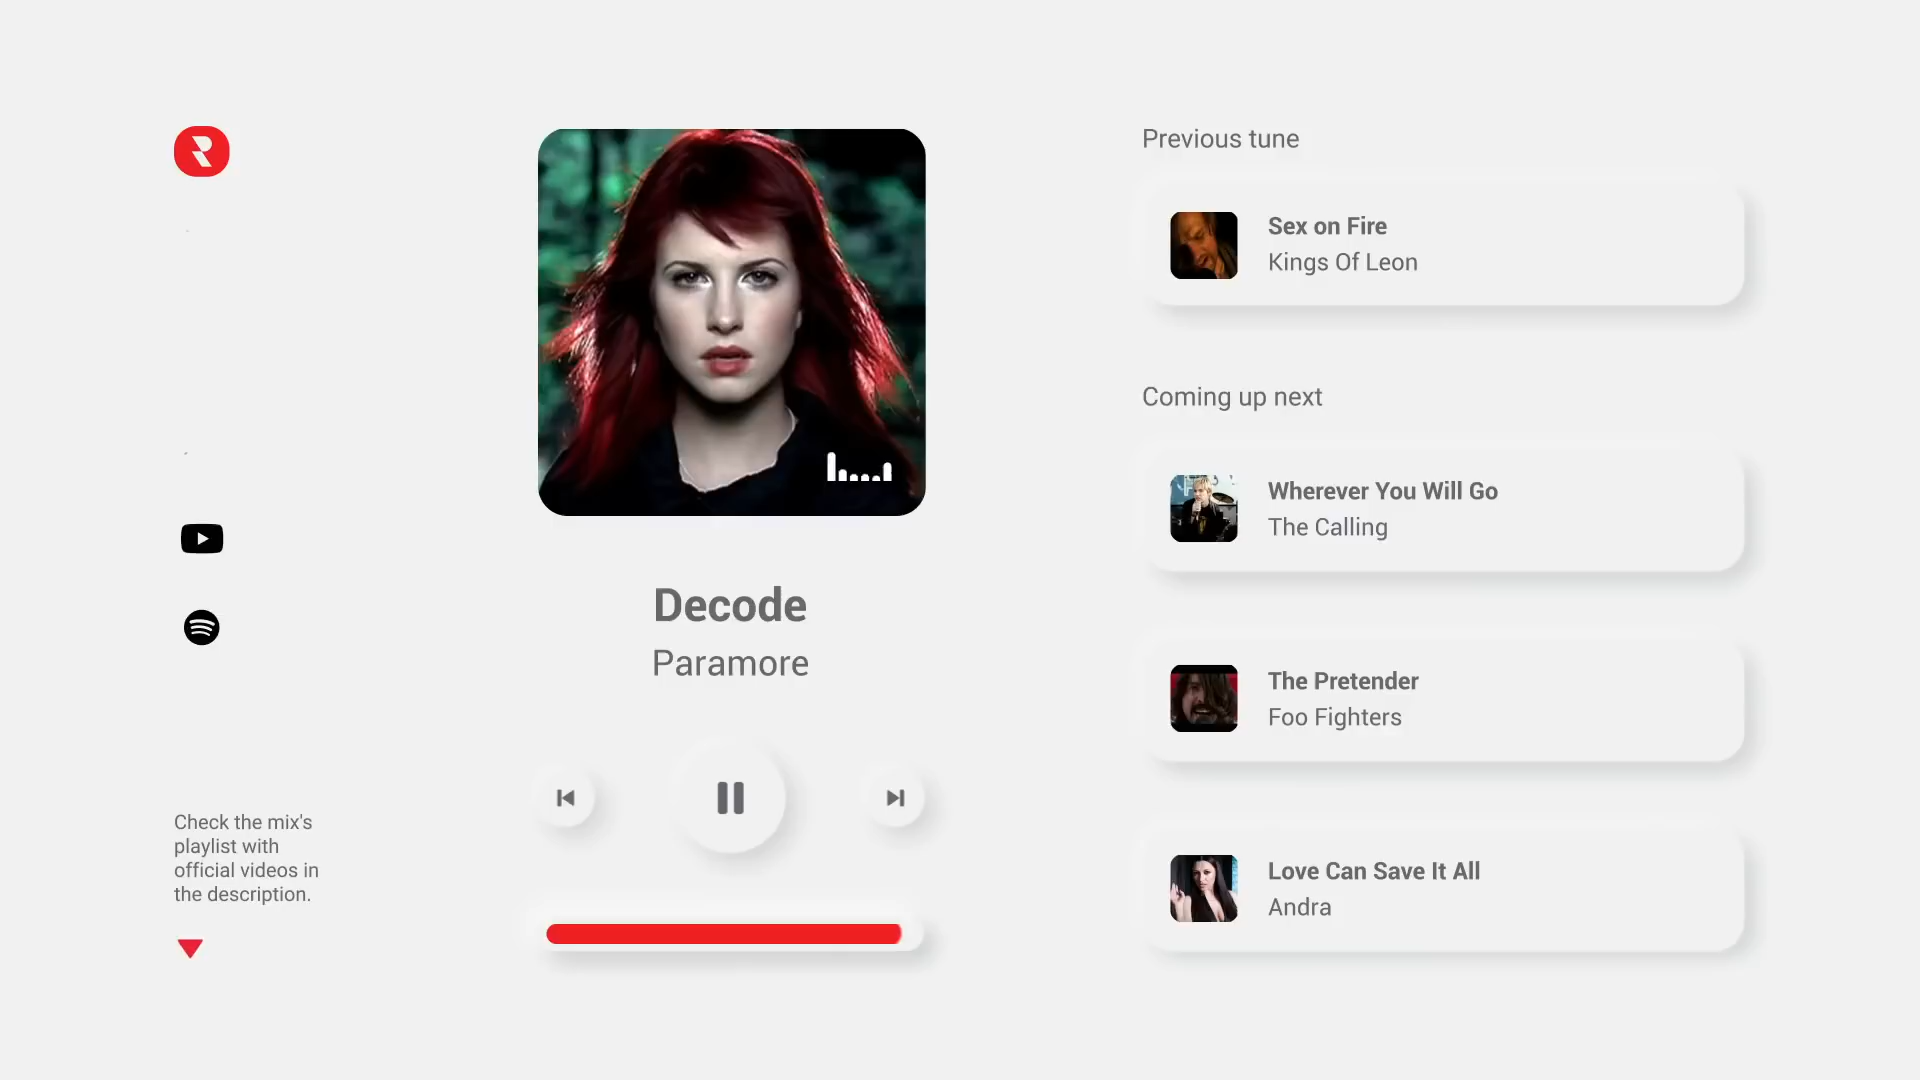 Check the mix's
playlist with
official videos in
the description.
Decode
Paramore
Previous tune
Sex on Fire
Kings Of Leon
Coming up next
Wherever You Will Go
The Calling
The Pretender
Foo Fighters
Love Can Save It All
Andra